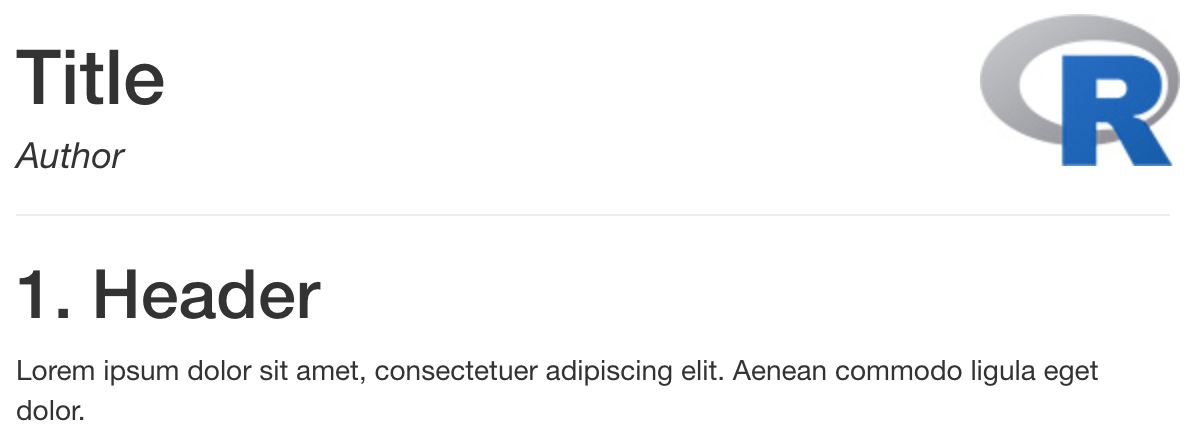 Title
R
Author
1. Header
Lorem ipsum dolor sit amet, consectetuer adipiscing elit. Aenean commodo ligula eget
dolor.